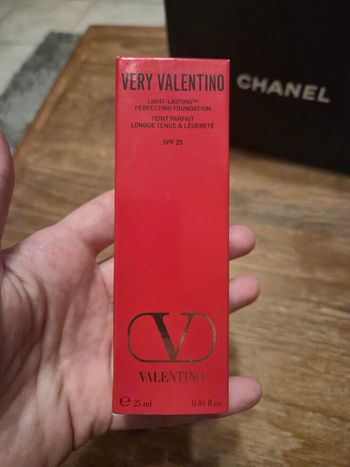 VERY VALENTINO
LIGHT-LASTING™
PERFECTING FOUNDATION
TEINT PARFAIT
LONGUE TENUE & LÉGÈRETÉ
SPF 25
CHANEL
V
VALENTINO
℮ 25 ml 0.84 fl.oz.